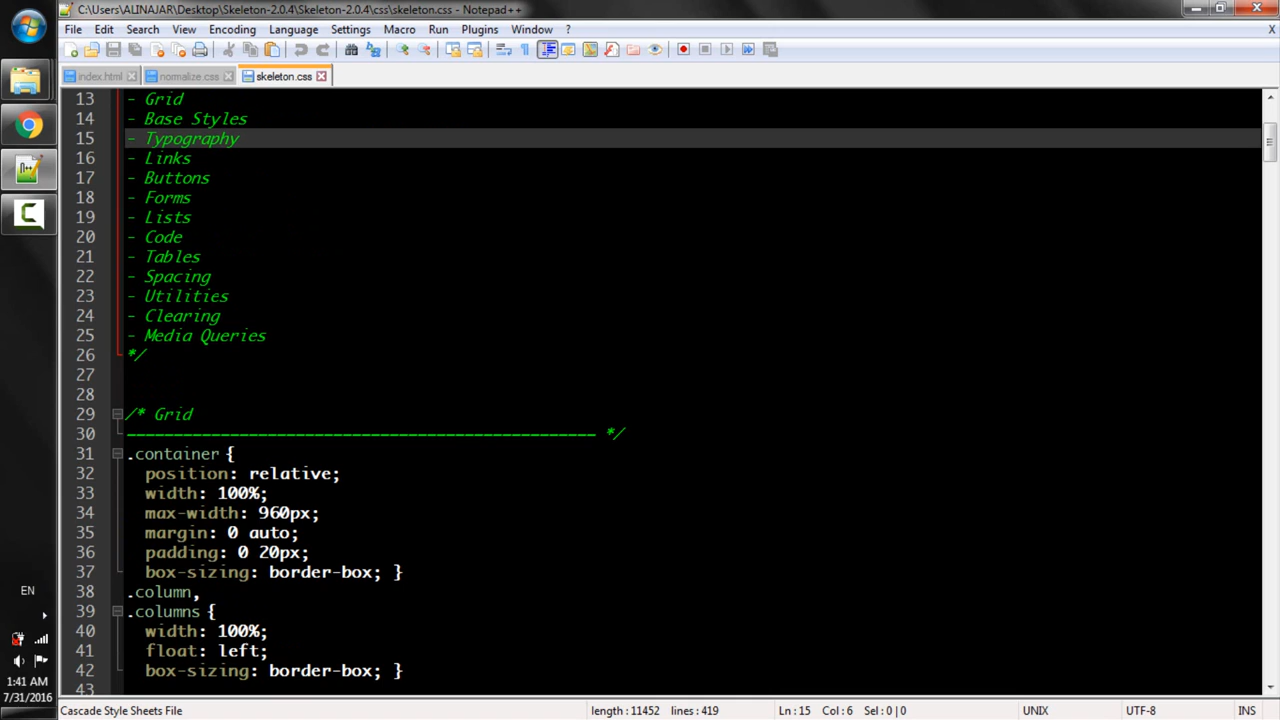 C:\Users\ALINAJAR\Desktop\Skeleton-2.0.4\Skeleton-2.0.4\css\skeleton.css - Notepad++
File Edit Search View Encoding Language Settings Macro Run Plugins Window ? X
index.html normalize.css skeleton.css
13 - Grid
14 - Base Styles
15 - Typography
16 - Links
17 - Buttons
18 - Forms
19 - Lists
20 - Code
21 - Tables
22 - Spacing
23 - Utilities
24 - Clearing
25 - Media Queries
26 */
27
28
29 /* Grid
30 –––––––––––––––––––––––––––––––––––––––––––––––––– */
31 .container {
32 position: relative;
33 width: 100%;
34 max-width: 960px;
35 margin: 0 auto;
36 padding: 0 20px;
37 box-sizing: border-box; }
38 .column,
39 .columns {
40 width: 100%;
41 float: left;
42 box-sizing: border-box; }
43
EN
1:41 AM
7/31/2016
Cascade Style Sheets File length : 11452 lines : 419 Ln : 15 Col : 6 Sel : 0 | 0 UNIX UTF-8 INS